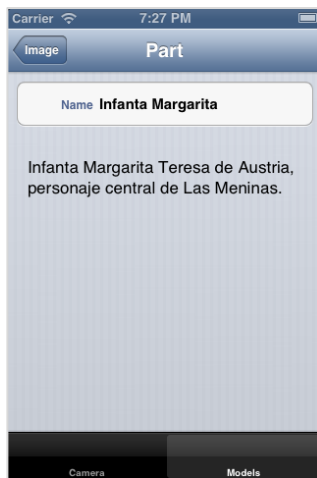 Carrier 7:27 PM
Image Part
Name Infanta Margarita
Infanta Margarita Teresa de Austria,
personaje central de Las Meninas.
Camera Models